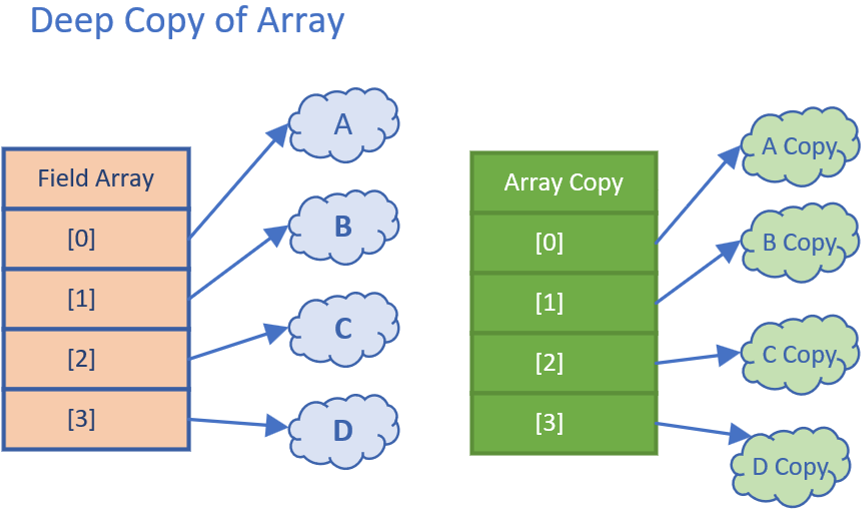 Deep Copy of Array
Field Array
[0]
[1]
[2]
[3]
A
B
C
D
Array Copy
[0]
[1]
[2]
[3]
A Copy
B Copy
C Copy
D Copy